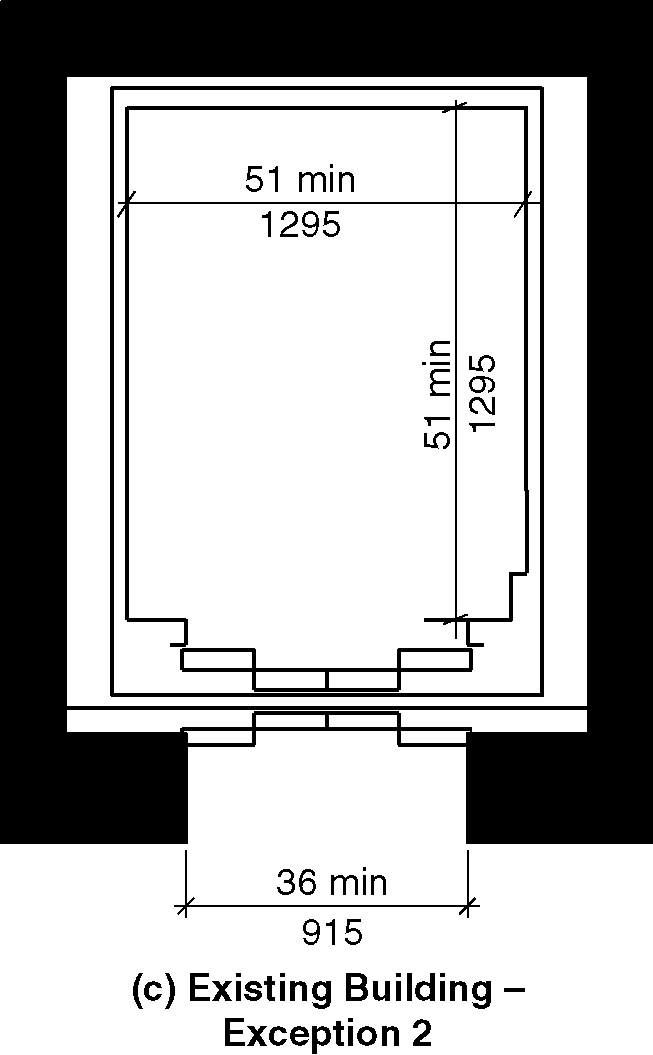 51 min
1295
51 min
1295
36 min
915
(c) Existing Building –
Exception 2